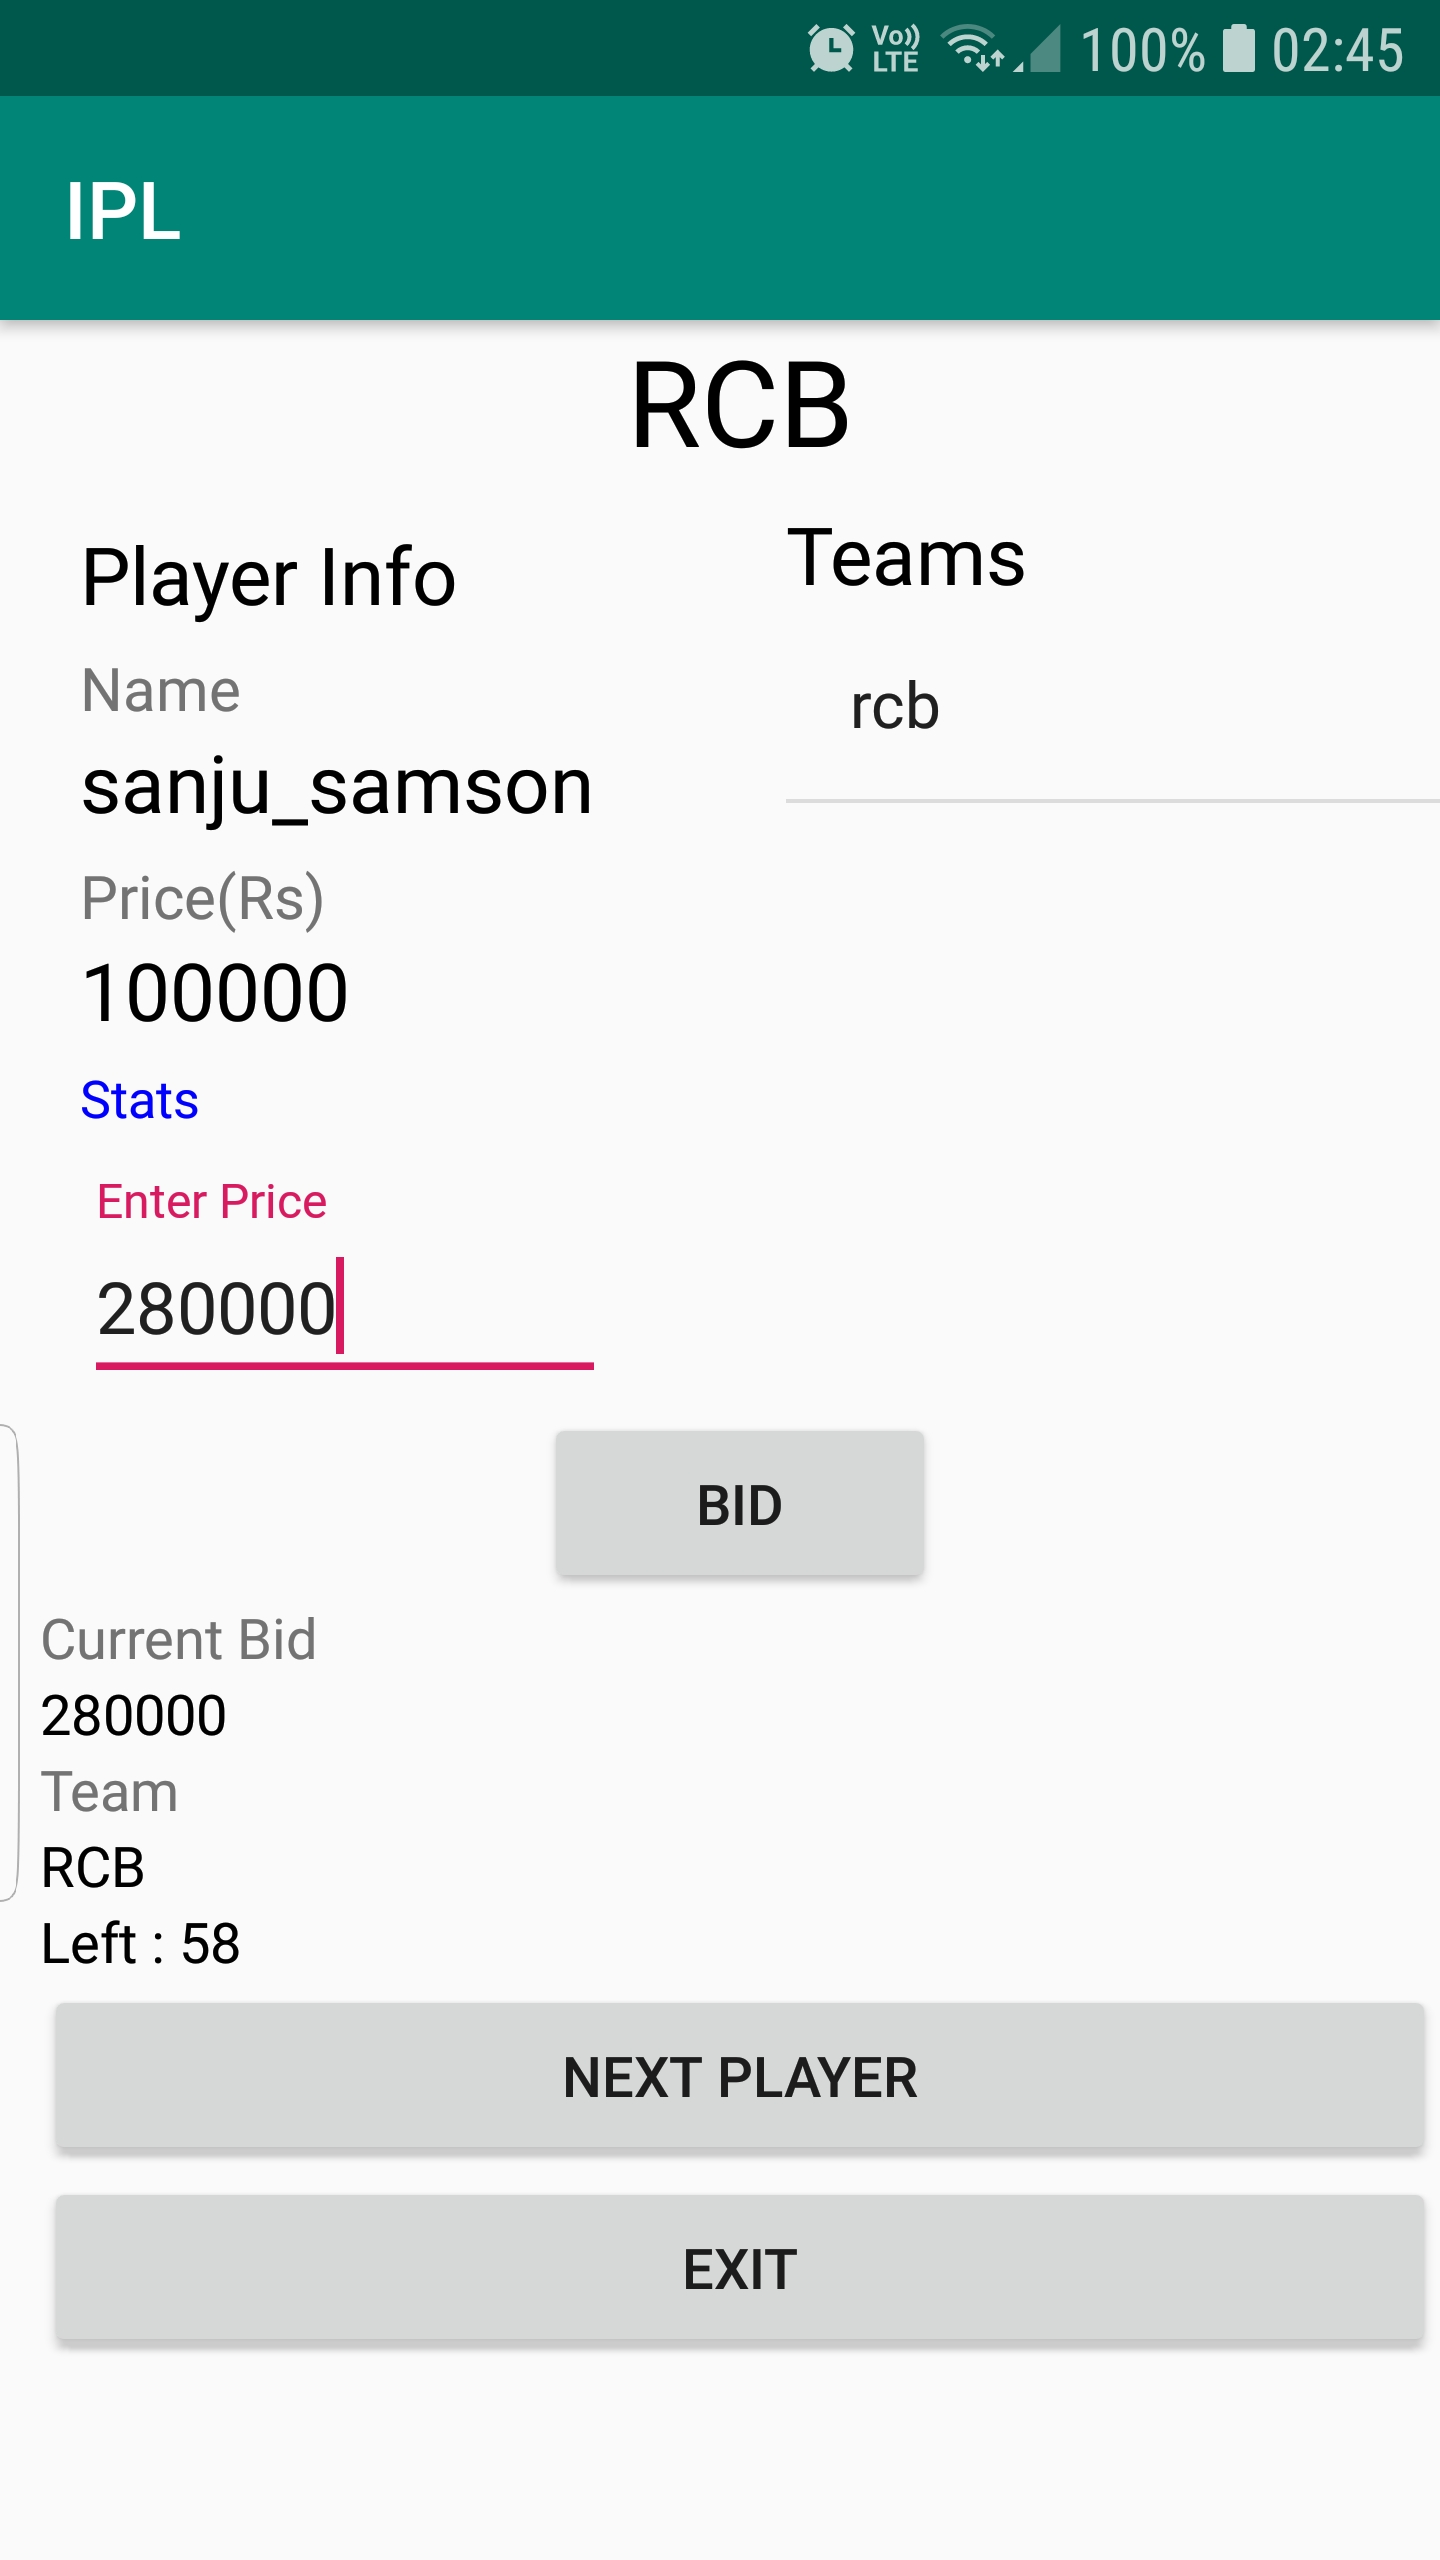 Vo)) LTE 100% 02:45
IPL
RCB
Player Info
Teams
Name
rcb
sanju_samson
Price(Rs)
100000
Stats
Enter Price
280000
BID
Current Bid
280000
Team
RCB
Left : 58
NEXT PLAYER
EXIT